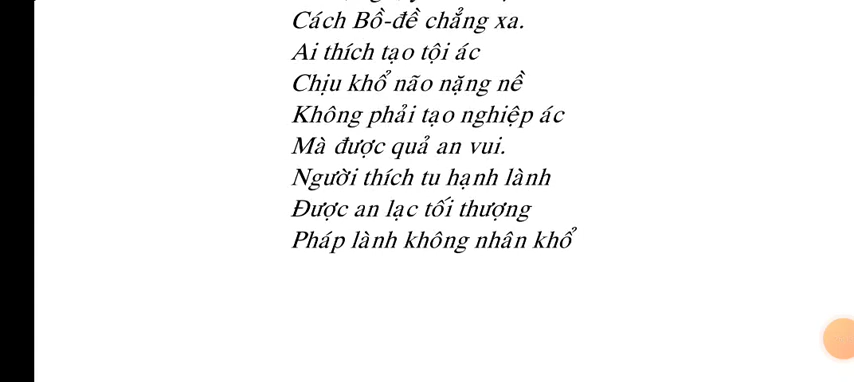 Cách Bồ-đề chẳng xa.
Ai thích tạo tội ác
Chịu khổ não nặng nề
Không phải tạo nghiệp ác
Mà được quả an vui.
Người thích tu hạnh lành
Được an lạc tối thượng
Pháp lành không nhân khổ